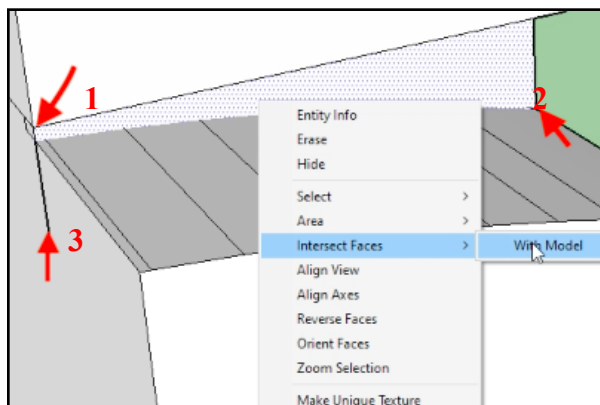 1
2
3
Entity Info
Erase
Hide
Select
Area
Intersect Faces
With Model
Align View
Align Axes
Reverse Faces
Orient Faces
Zoom Selection
Make Unique Texture